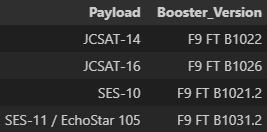 Payload Booster_Version
JCSAT-14 F9 FT B1022
JCSAT-16 F9 FT B1026
SES-10 F9 FT B1021.2
SES-11 / EchoStar 105 F9 FT B1031.2